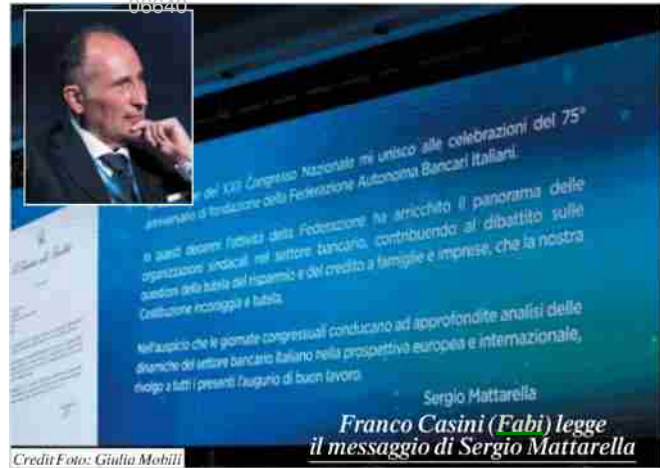 06640
del XXII Congresso Nazionale mi unisco alle celebrazioni del 75°
anniversario di fondazione della Federazione Autonoma Bancari Italiani.
In questi decenni l'attività della Federazione ha arricchito il panorama delle
organizzazioni sindacali nel settore bancario, contribuendo al dibattito sulle
questioni della tutela del risparmio e del credito a famiglie e imprese, che la nostra
Costituzione incoraggia e tutela.
Nell'auspicio che le giornate congressuali conducano ad approfondite analisi delle
dinamiche del settore bancario italiano nella prospettiva europea e internazionale,
rivolgo a tutti i presenti l'augurio di buon lavoro.
Sergio Mattarella
Franco Casini (Fabi) legge
il messaggio di Sergio Mattarella
Credit Foto: Giulia Mobili